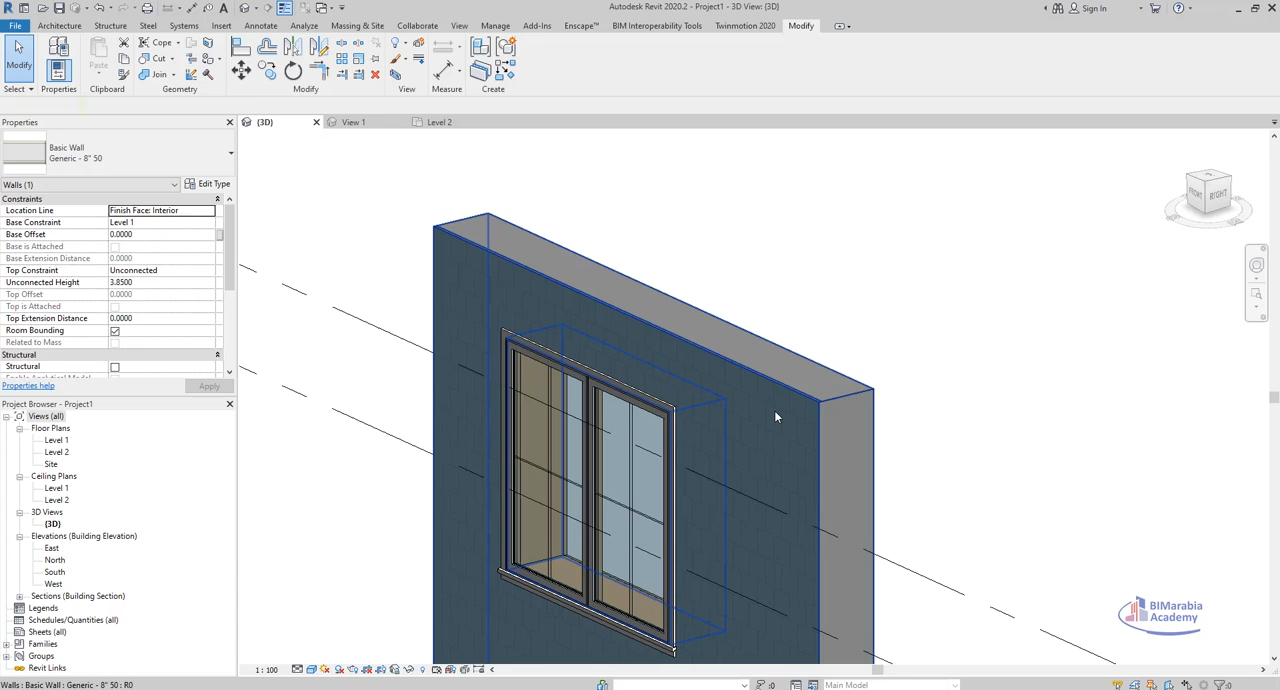 Autodesk Revit 2020.2 - Project1 - 3D View: {3D}
Sign In
File
Architecture
Structure
Steel
Systems
Insert
Annotate
Analyze
Massing & Site
Collaborate
View
Manage
Add-Ins
Enscape™
BIM Interoperability Tools
Twinmotion 2020
Modify
Modify
Paste
Cope
Cut
Join
Select
Properties
Clipboard
Geometry
Modify
View
Measure
Create
Properties
{3D}
View 1
Level 2
Basic Wall
Generic - 8" 50
Walls (1)
Edit Type
Constraints
Location Line Finish Face: Interior
Base Constraint Level 1
Base Offset 0.0000
Base is Attached
Base Extension Distance 0.0000
Top Constraint Unconnected
Unconnected Height 3.8500
Top Offset 0.0000
Top is Attached
Top Extension Distance 0.0000
Room Bounding
Related to Mass
Structural
Structural
Properties help
Apply
Project Browser - Project1
Views (all)
Floor Plans
Level 1
Level 2
Site
Ceiling Plans
Level 1
Level 2
3D Views
{3D}
Elevations (Building Elevation)
East
North
South
West
Sections (Building Section)
Legends
Schedules/Quantities (all)
Sheets (all)
Families
Groups
Revit Links
FRONT
RIGHT
BIMarabia
Academy
1 : 100
Walls : Basic Wall : Generic - 8" 50 : R0
:0
Main Model
:0